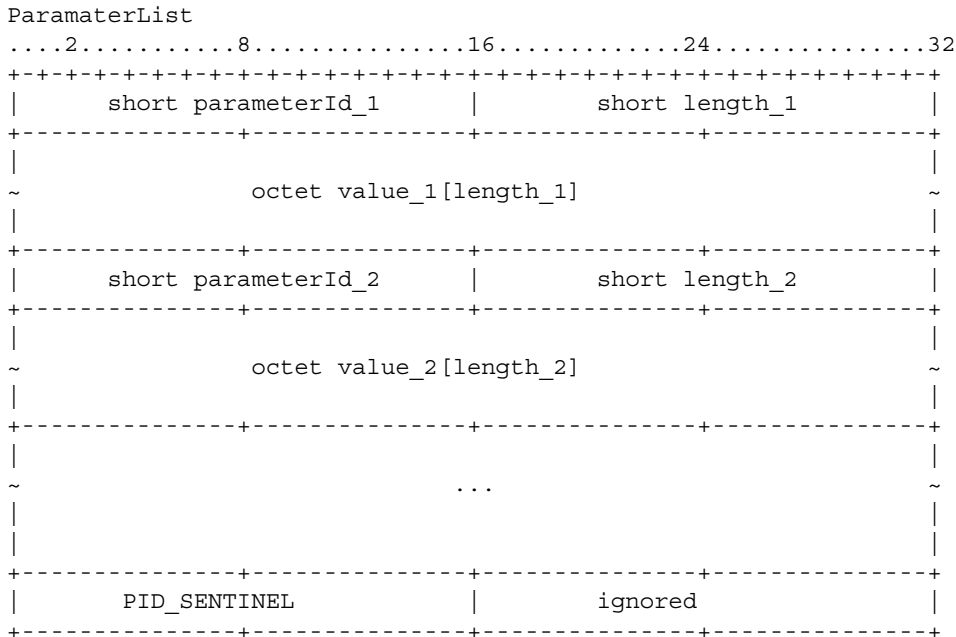 ParamaterList
....2...........8...............16.............24...............32
+-+-+-+-+-+-+-+-+-+-+-+-+-+-+-+-+-+-+-+-+-+-+-+-+-+-+-+-+-+-+-+-+
|      short parameterId_1      |        short length_1         |
+---------------+---------------+---------------+---------------+
|                                                               |
~                octet value_1[length_1]                        ~
|                                                               |
+---------------+---------------+---------------+---------------+
|      short parameterId_2      |        short length_2         |
+---------------+---------------+---------------+---------------+
|                                                               |
~                octet value_2[length_2]                        ~
|                                                               |
+---------------+---------------+---------------+---------------+
|                                                               |
~                              ...                              ~
|                                                               |
|                                                               |
+---------------+---------------+---------------+---------------+
|       PID_SENTINEL            |        ignored                |
+---------------+---------------+---------------+---------------+